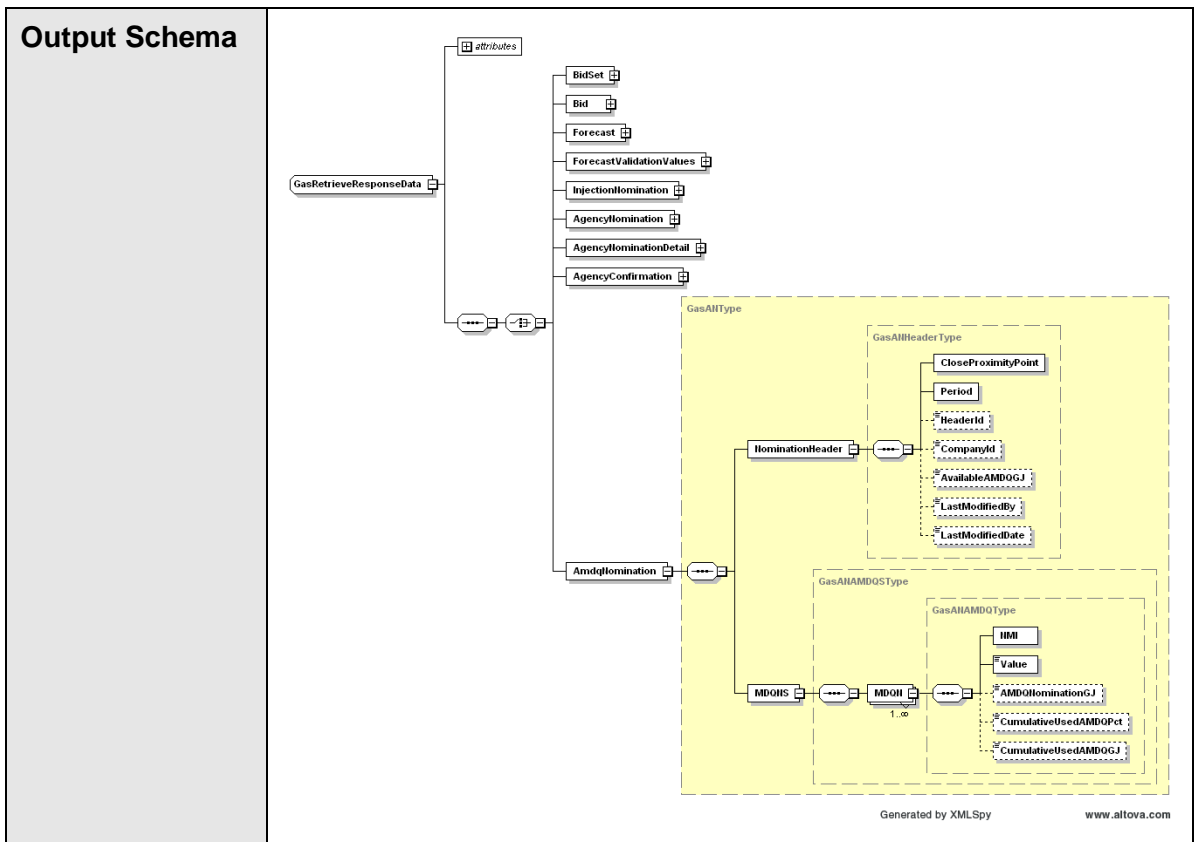 Output Schema
attributes
BidSet
Bid
Forecast
ForecastValidationValues
GasRetrieveResponseData
InjectionNomination
AgencyNomination
AgencyNominationDetail
AgencyConfirmation
GasANType
GasANHeaderType
CloseProximityPoint
Period
HeaderId
NominationHeader
CompanyId
AvailableAMDQGJ
LastModifiedBy
LastModifiedDate
AmdqNomination
GasANAMDQSType
GasANAMDQType
NMI
Value
MDQNS
MDQN
1..∞
AMDQNominationGJ
CumulativeUsedAMDQPct
CumulativeUsedAMDQGJ
Generated by XMLSpy www.altova.com